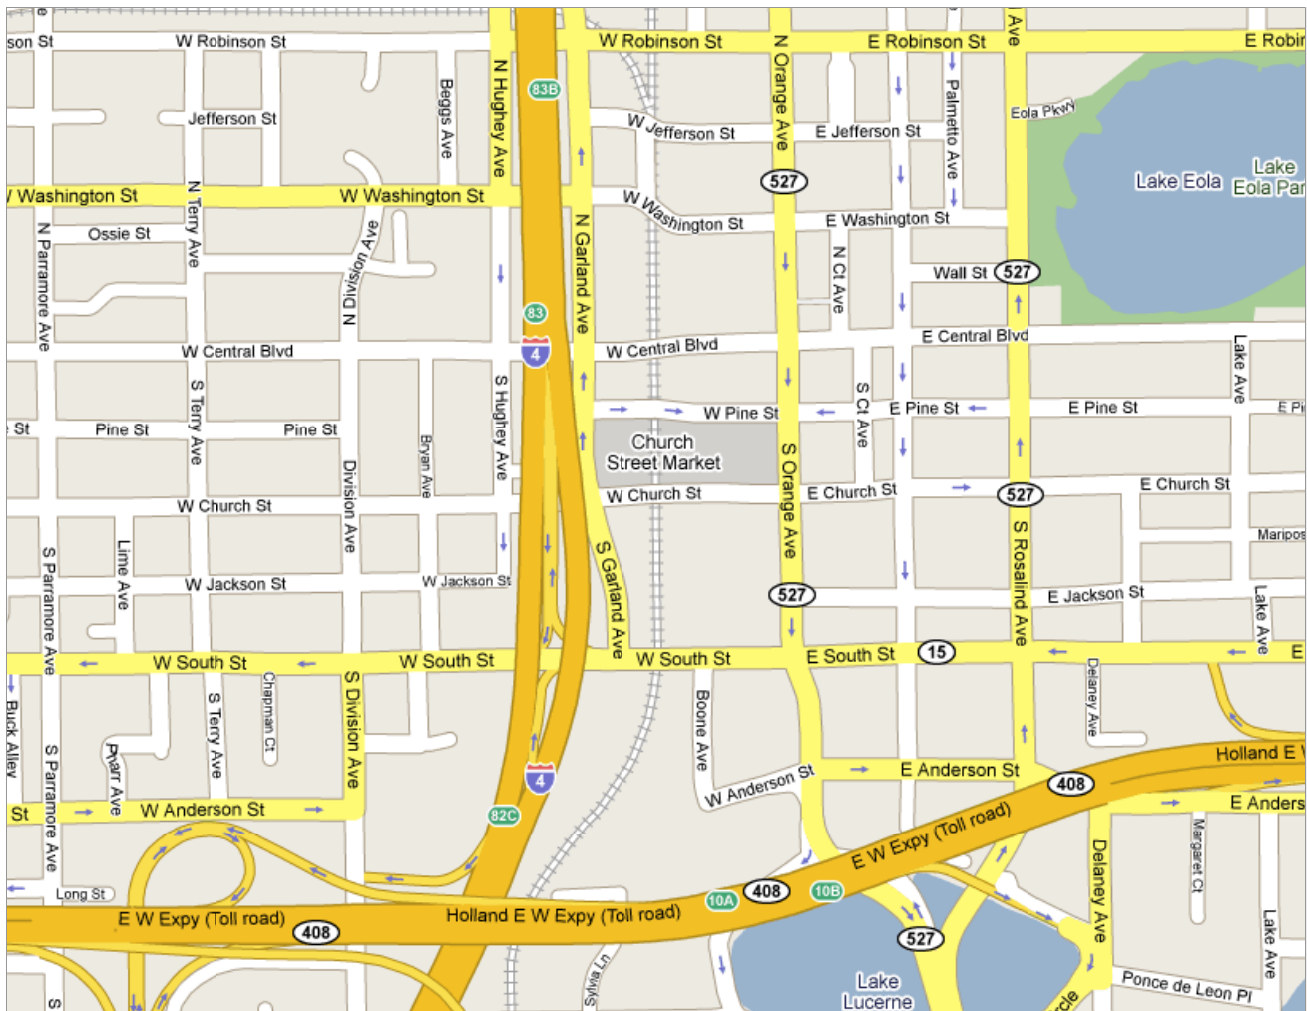 e
son St
W Robinson St
W Robinson St
E Robinson St
E Robin
N Orange Ave
Ave
N Hughey Ave
83B
Beggs Ave
Palmetto Ave
Eola Pkwy
Jefferson St
W Jefferson St
E Jefferson St
527
Lake Eola
Lake
Eola Par
Washington St
W Washington St
W Washington St
E Washington St
N Terry Ave
N Parramore Ave
Ossie St
N Division Ave
N Garland Ave
N Ct Ave
Wall St
527
83
W Central Blvd
4
W Central Blvd
E Central Blvd
Lake Ave
S Terry Ave
S Hughey Ave
S Ct Ave
W Pine St
E Pine St
E Pine St
E Pi
St
Pine St
Pine St
Bryan Ave
Church
Street Market
S Orange Ave
Division Ave
W Church St
W Church St
E Church St
527
E Church St
S Rosalind Ave
Maripos
S Parramore Ave
Lime Ave
S Garland Ave
W Jackson St
W Jackson St
527
E Jackson St
Lake Ave
W South St
W South St
W South St
E South St
15
E
Buck Alley
S Terry Ave
Chapman Ct
S Division Ave
Boone Ave
Delaney Ave
S Parramore Ave
Pharr Ave
4
W Anderson St
E Anderson St
408
Holland E W
St
W Anderson St
82C
E W Expy (Toll road)
E Anders
Margaret Ct
Delaney Ave
Long St
E W Expy (Toll road)
408
Holland E W Expy (Toll road)
10A
408
10B
527
Lake Ave
Sylvia Ln
Lake
Lucerne
Ponce de Leon Pl
S
rcle